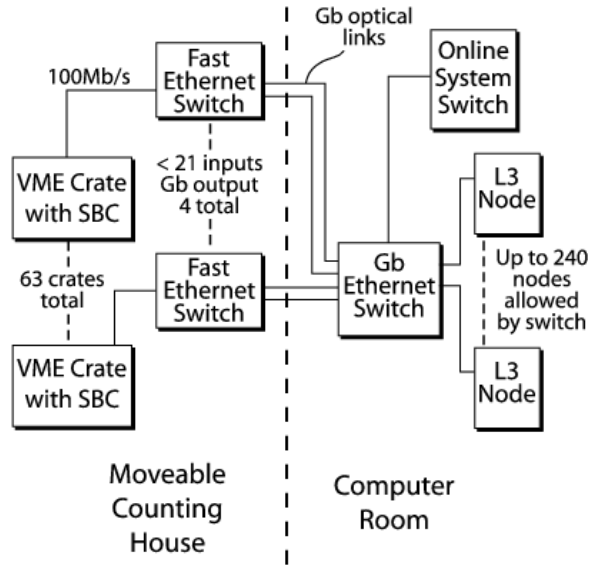 Gb optical
links
Fast
Ethernet
Switch
Online
System
Switch
100Mb/s
< 21 inputs
Gb output
4 total
VME Crate
with SBC
L3
Node
63 crates
total
Fast
Ethernet
Switch
Gb
Ethernet
Switch
Up to 240
nodes
allowed
by switch
VME Crate
with SBC
L3
Node
Moveable
Counting
House
Computer
Room